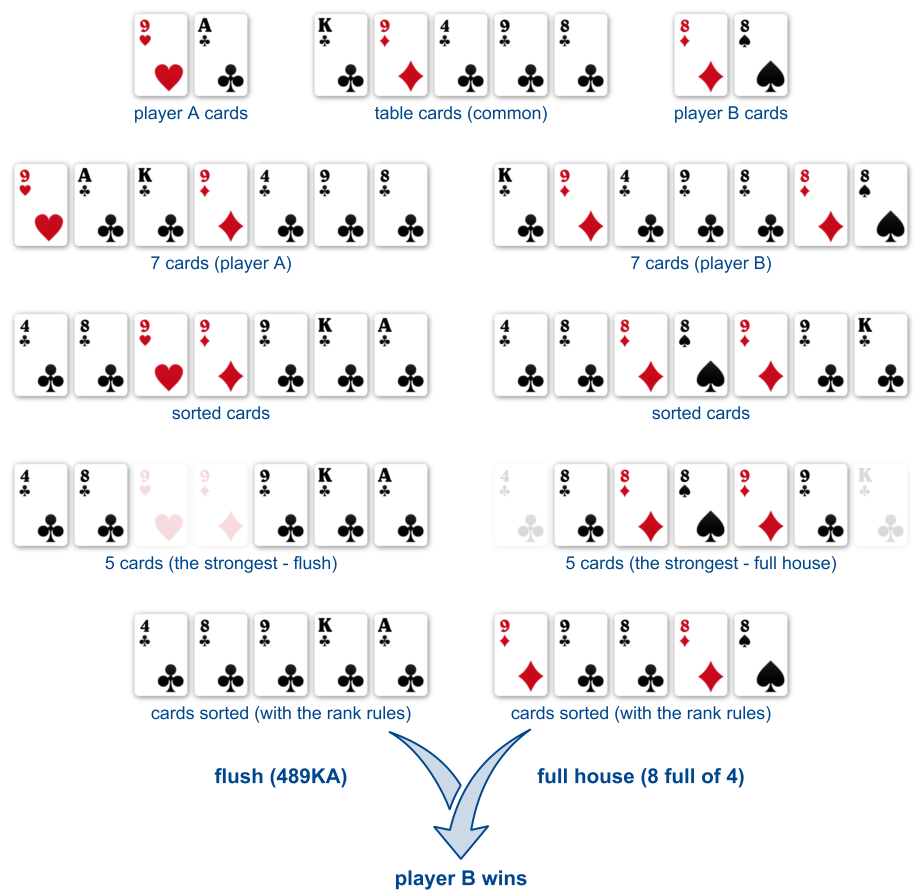 9 A K 9 4 9 8 8 8
player A cards table cards (common) player B cards
9 A K 9 4 9 8 K 9 4 9 8 8 8
7 cards (player A) 7 cards (player B)
4 8 9 9 9 K A 4 8 8 8 9 9 K
sorted cards sorted cards
4 8 9 9 9 K A 4 8 8 8 9 9 K
5 cards (the strongest - flush) 5 cards (the strongest - full house)
4 8 9 K A 9 9 8 8 8
cards sorted (with the rank rules) cards sorted (with the rank rules)
flush (489KA) full house (8 full of 4)
player B wins